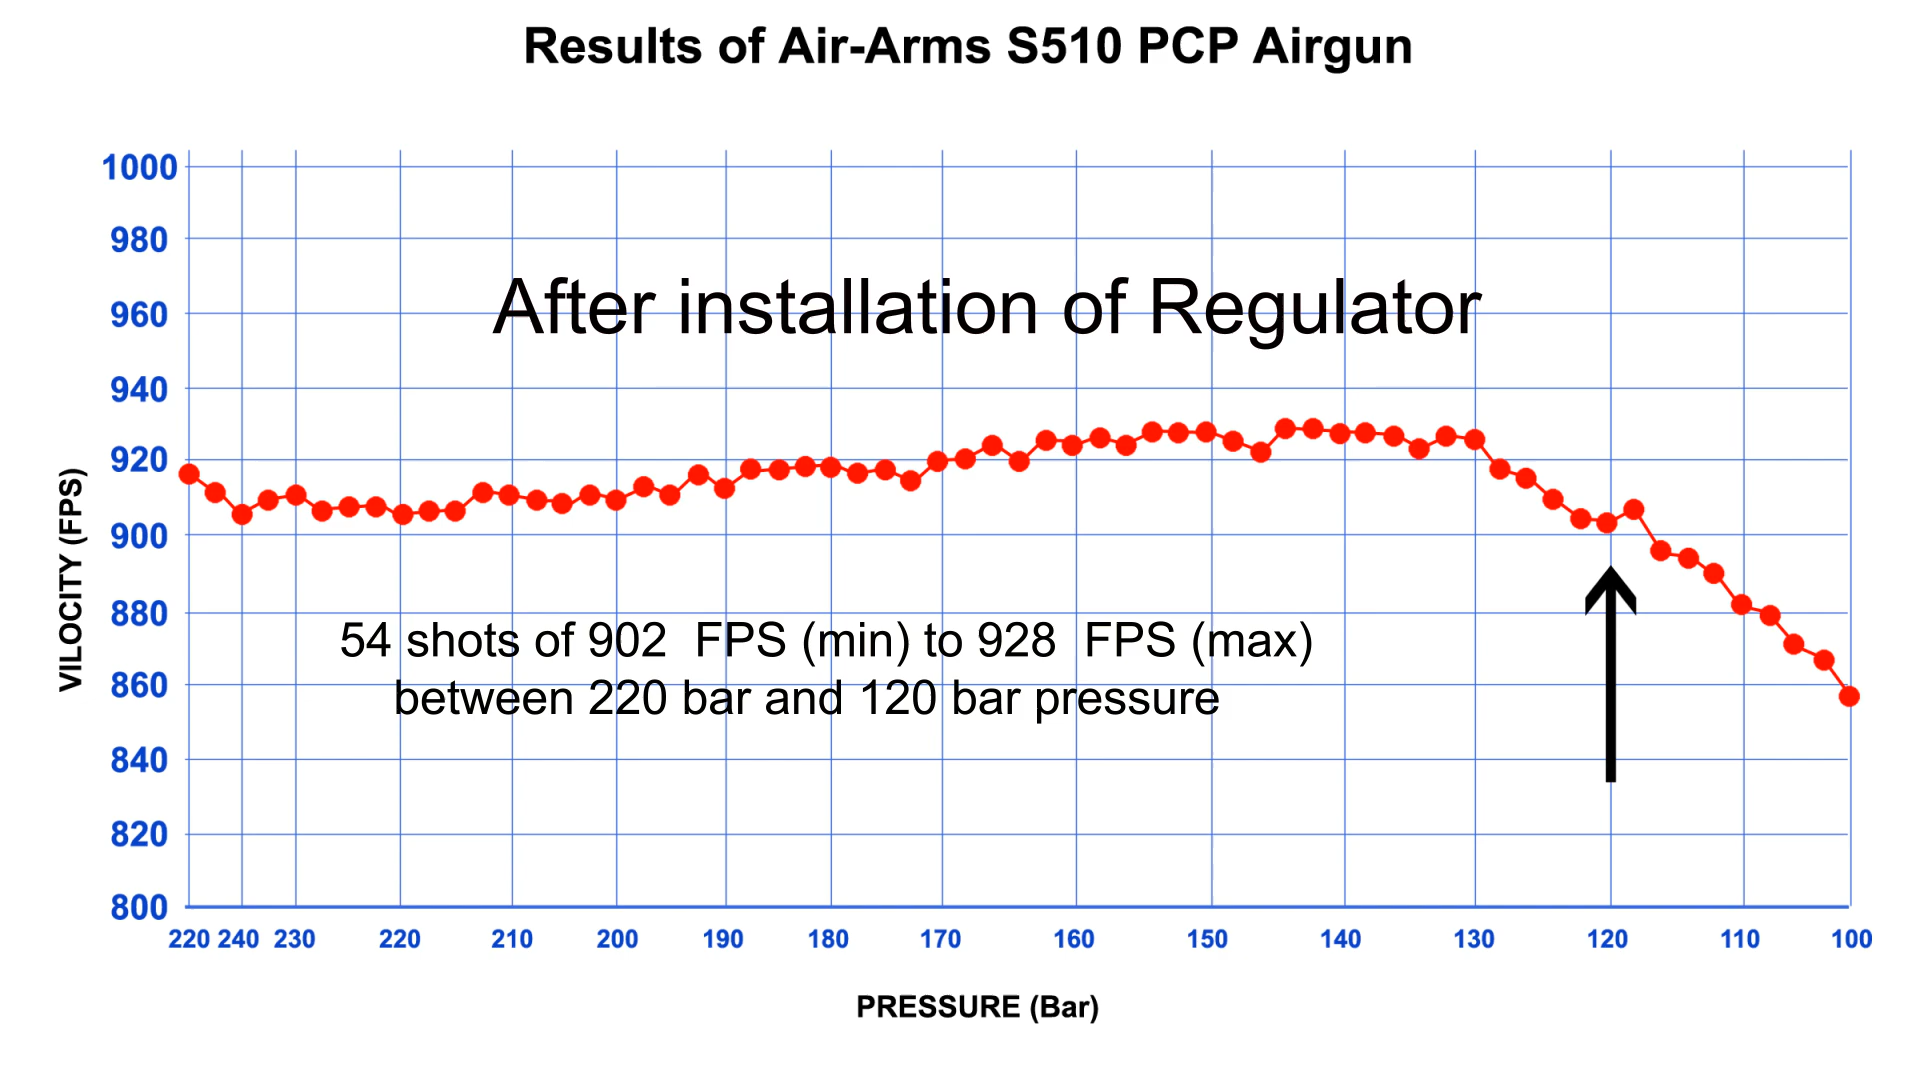 Results of Air-Arms S510 PCP Airgun
1000
980
After installation of Regulator
960
940
920
900
VILOCITY (FPS)
880
54 shots of 902 FPS (min) to 928 FPS (max)
860
between 220 bar and 120 bar pressure
840
820
800
220 240 230 220 210 200 190 180 170 160 150 140 130 120 110 100
PRESSURE (Bar)